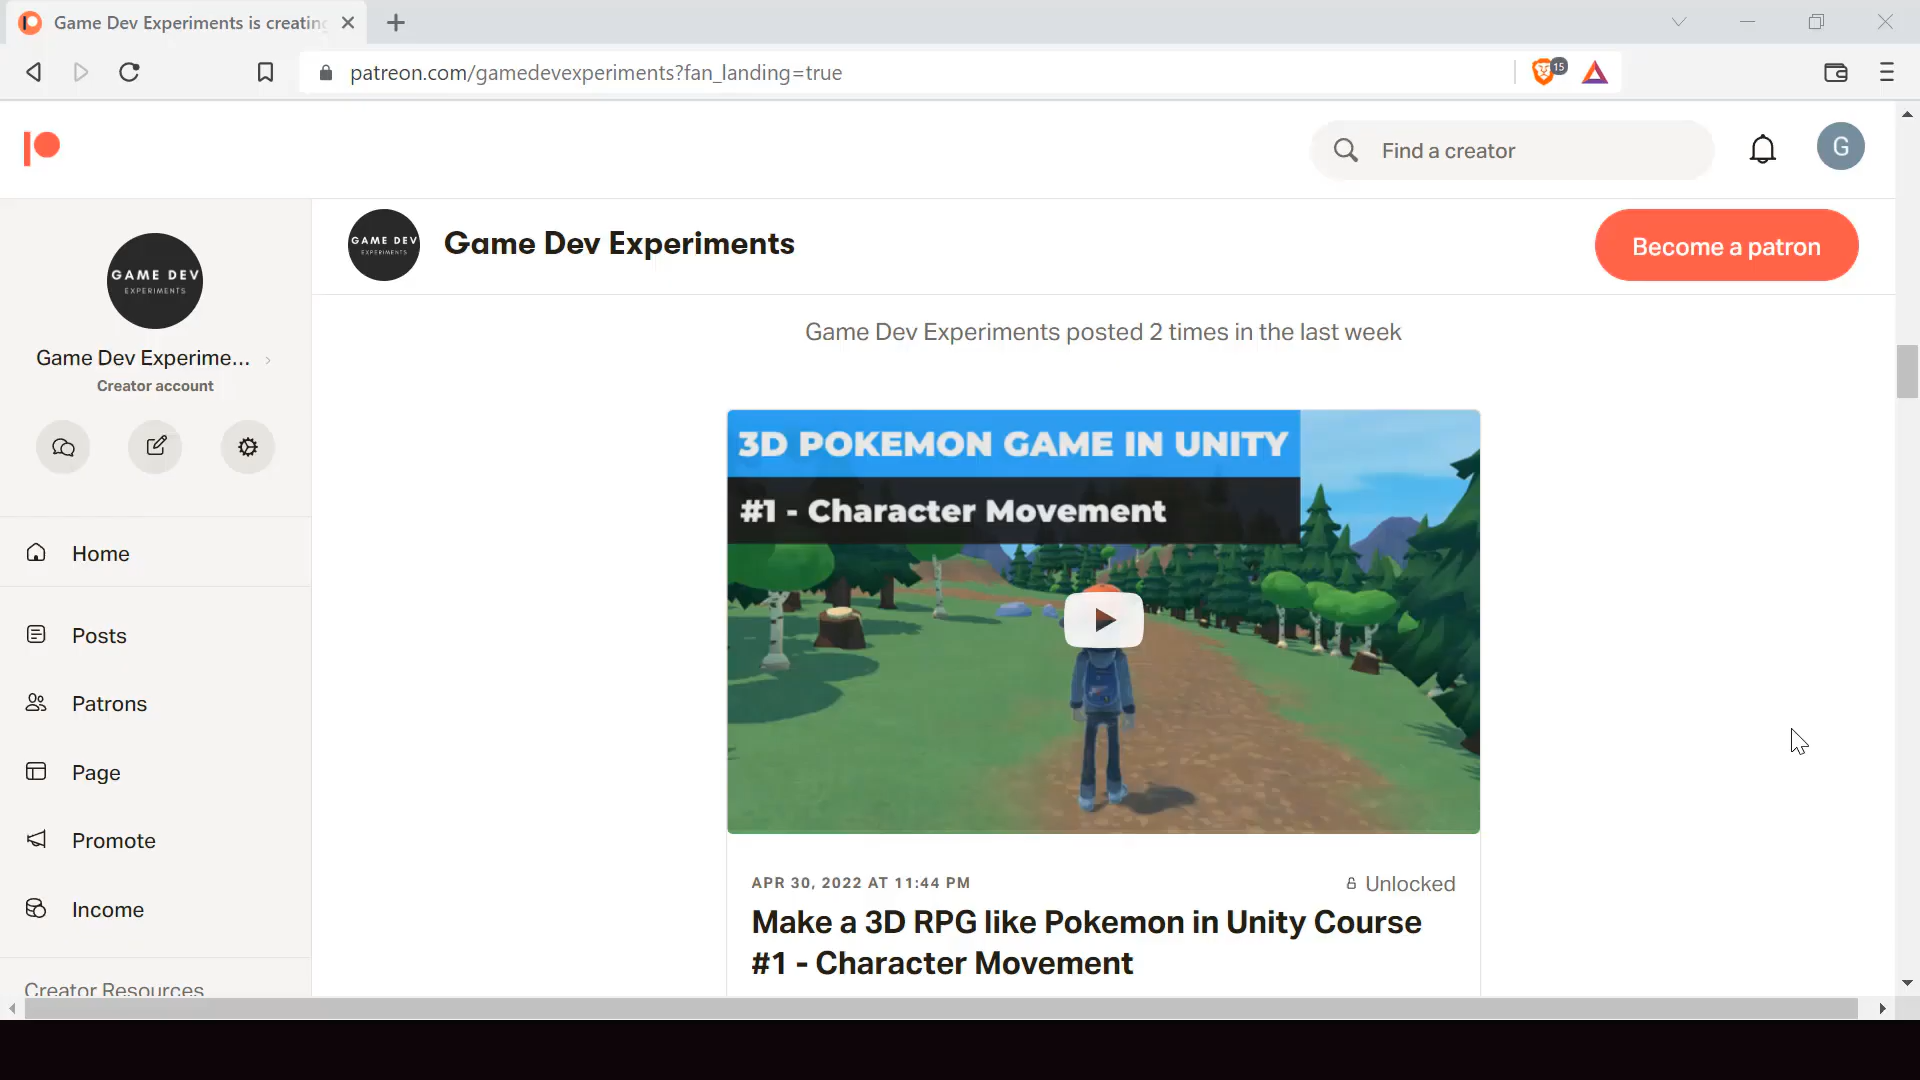 Game Dev Experiments is creating
patreon.com/gamedevexperiments?fan_landing=true
15
Find a creator
G
GAME DEV
EXPERIMENTS
Game Dev Experime...
Creator account
Home
Posts
Patrons
Page
Promote
Income
Creator Resources
GAME DEV
EXPERIMENTS
Game Dev Experiments
Become a patron
Game Dev Experiments posted 2 times in the last week
3D POKEMON GAME IN UNITY
#1 - Character Movement
APR 30, 2022 AT 11:44 PM
Unlocked
Make a 3D RPG like Pokemon in Unity Course
#1 - Character Movement